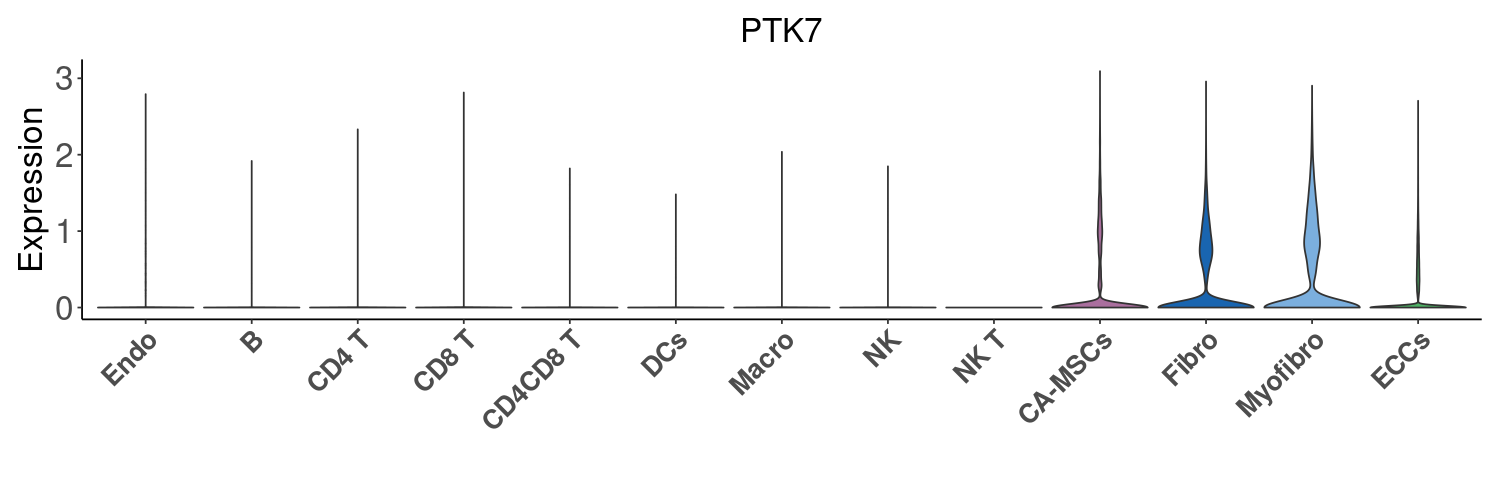 PTK7
Expression
3
2
1
0
Endo
B
CD4 T
CD8 T
CD4CD8 T
DCs
Macro
NK
NK T
CA-MSCs
Fibro
Myofibro
ECCs